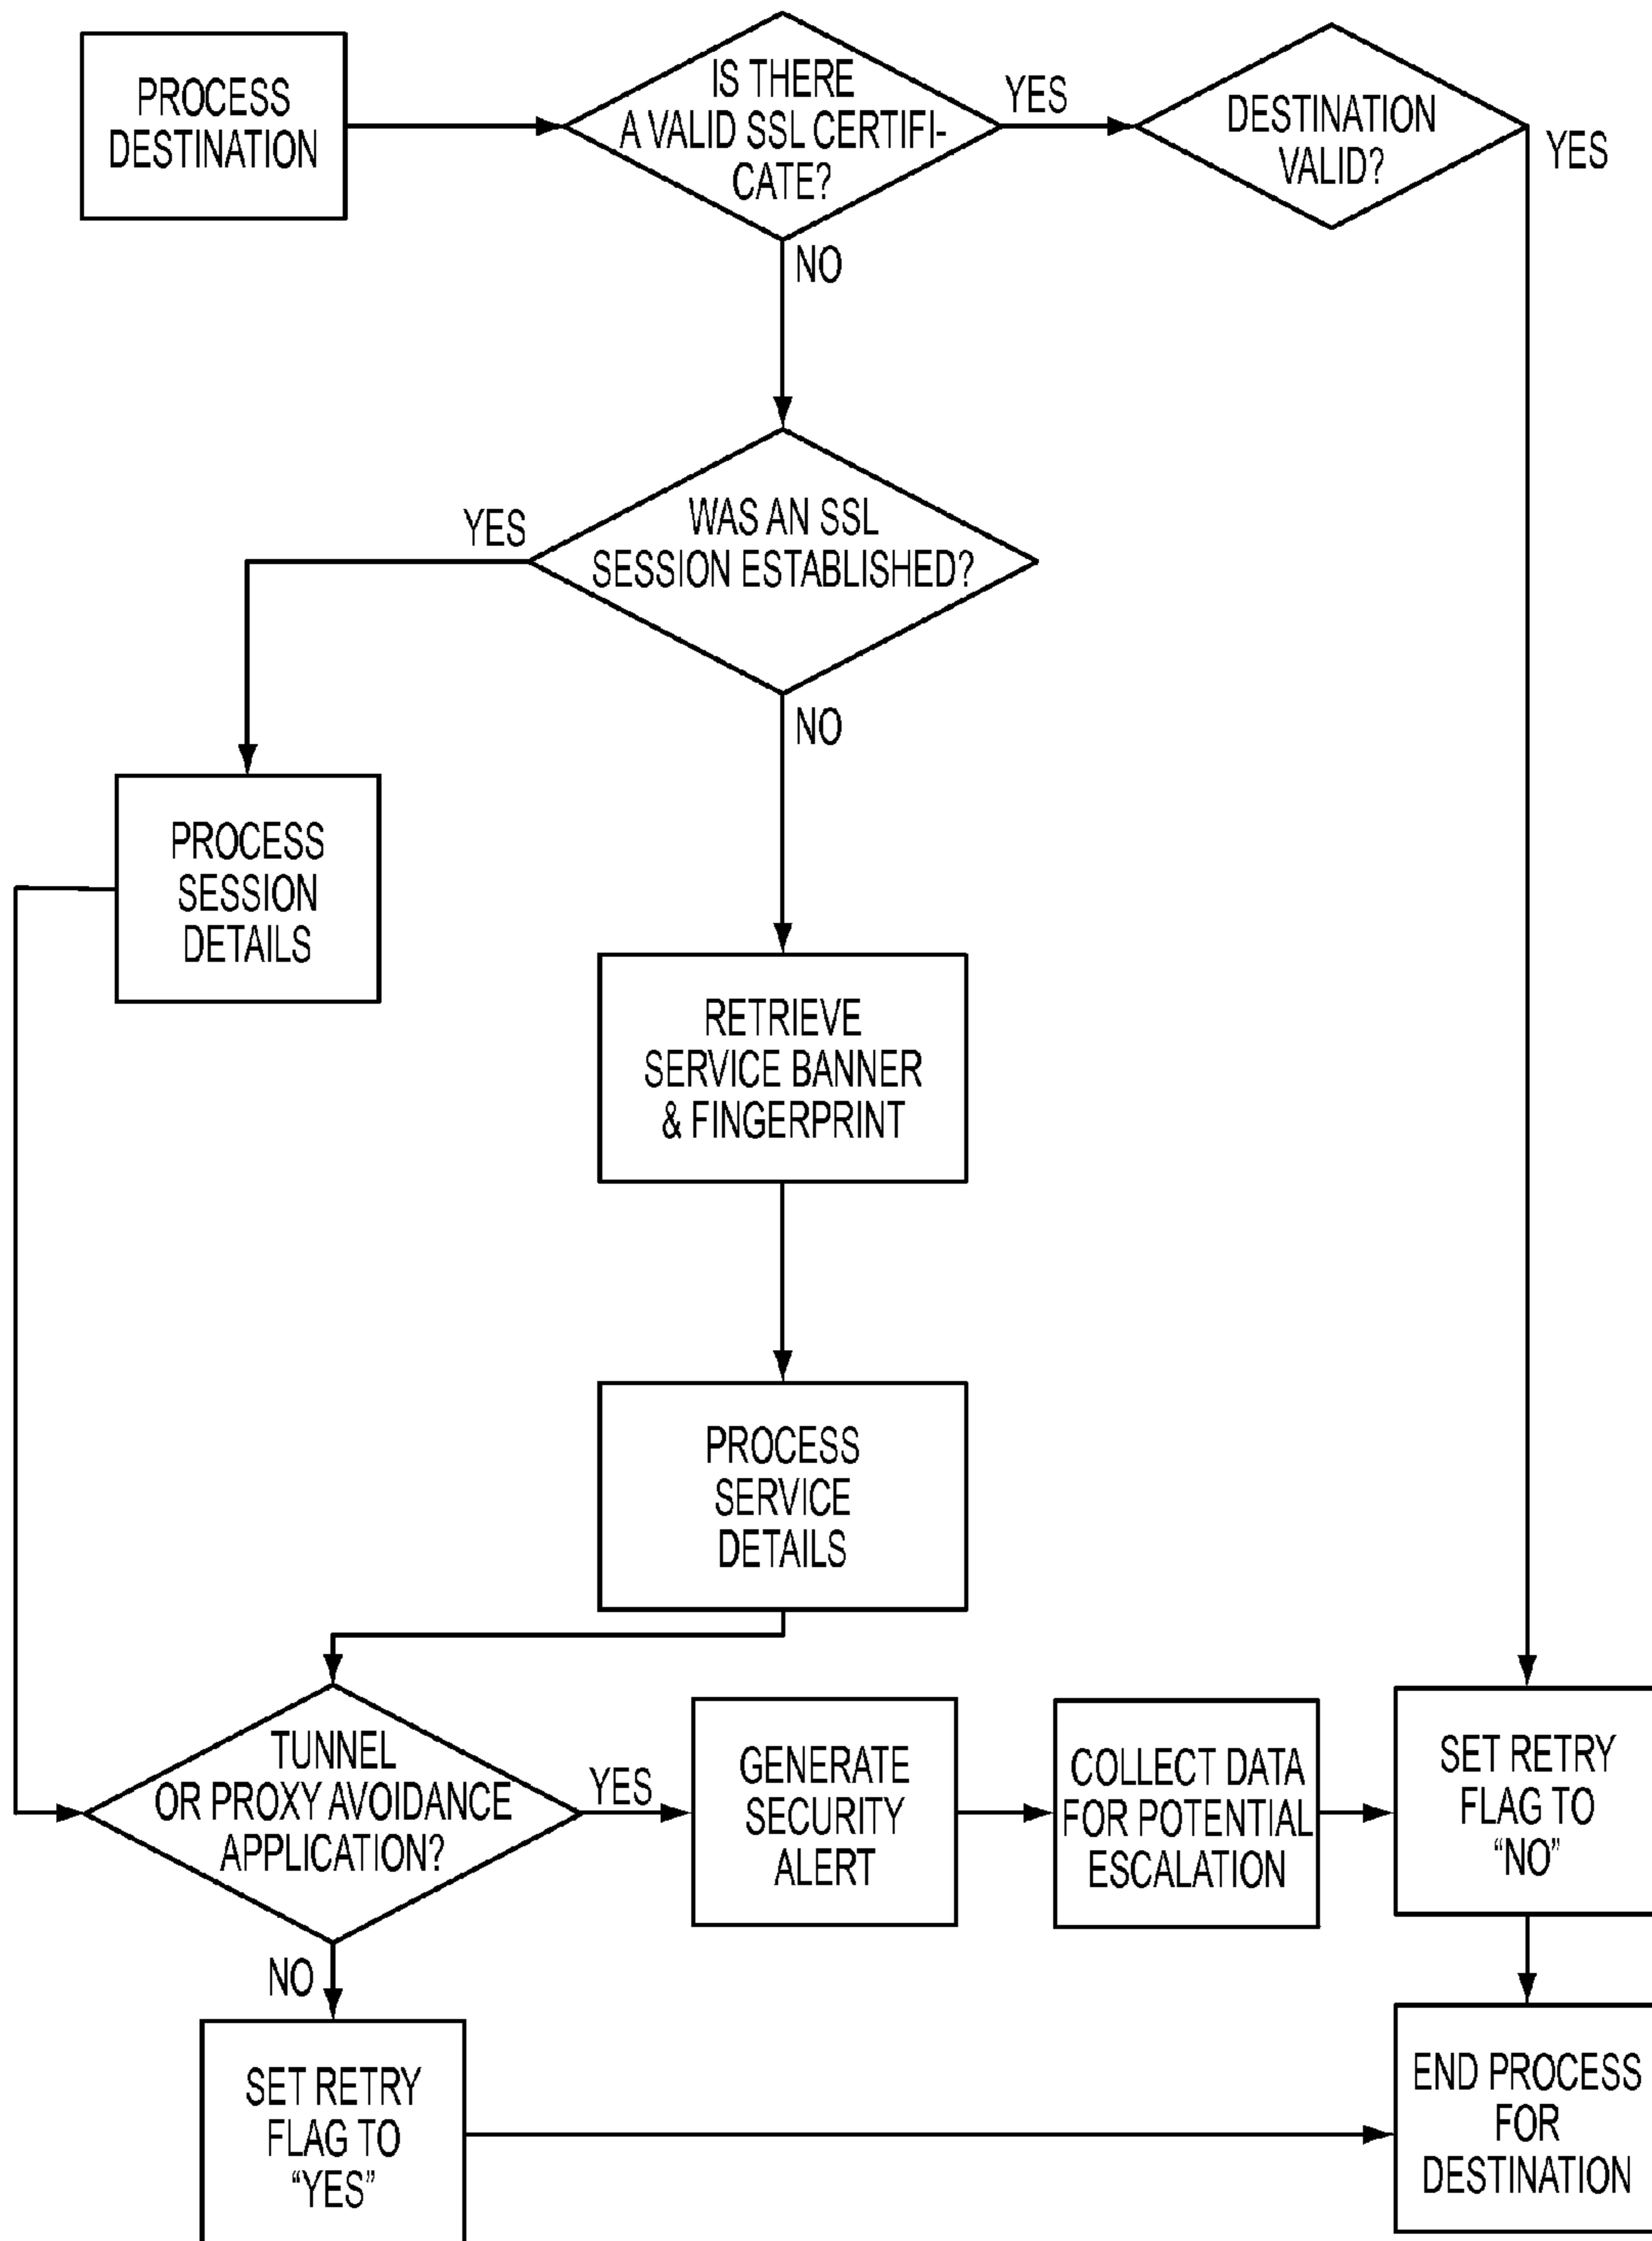 PROCESS
DESTINATION
IS THERE
A VALID SSL CERTIFI-
CATE?
YES
DESTINATION
VALID?
YES
NO
WAS AN SSL
SESSION ESTABLISHED?
YES
NO
PROCESS
SESSION
DETAILS
RETRIEVE
SERVICE BANNER
& FINGERPRINT
PROCESS
SERVICE
DETAILS
TUNNEL
OR PROXY AVOIDANCE
APPLICATION?
YES
GENERATE
SECURITY
ALERT
COLLECT DATA
FOR POTENTIAL
ESCALATION
SET RETRY
FLAG TO
“NO”
NO
SET RETRY
FLAG TO
“YES”
END PROCESS
FOR
DESTINATION